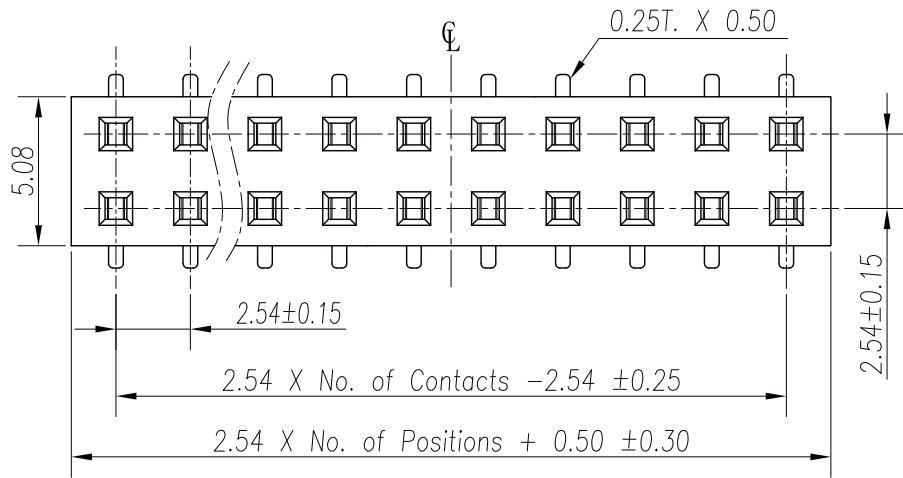 ℄
0.25T. X 0.50
5.08
2.54±0.15
2.54±0.15
2.54 X No. of Contacts -2.54 ±0.25
2.54 X No. of Positions + 0.50 ±0.30